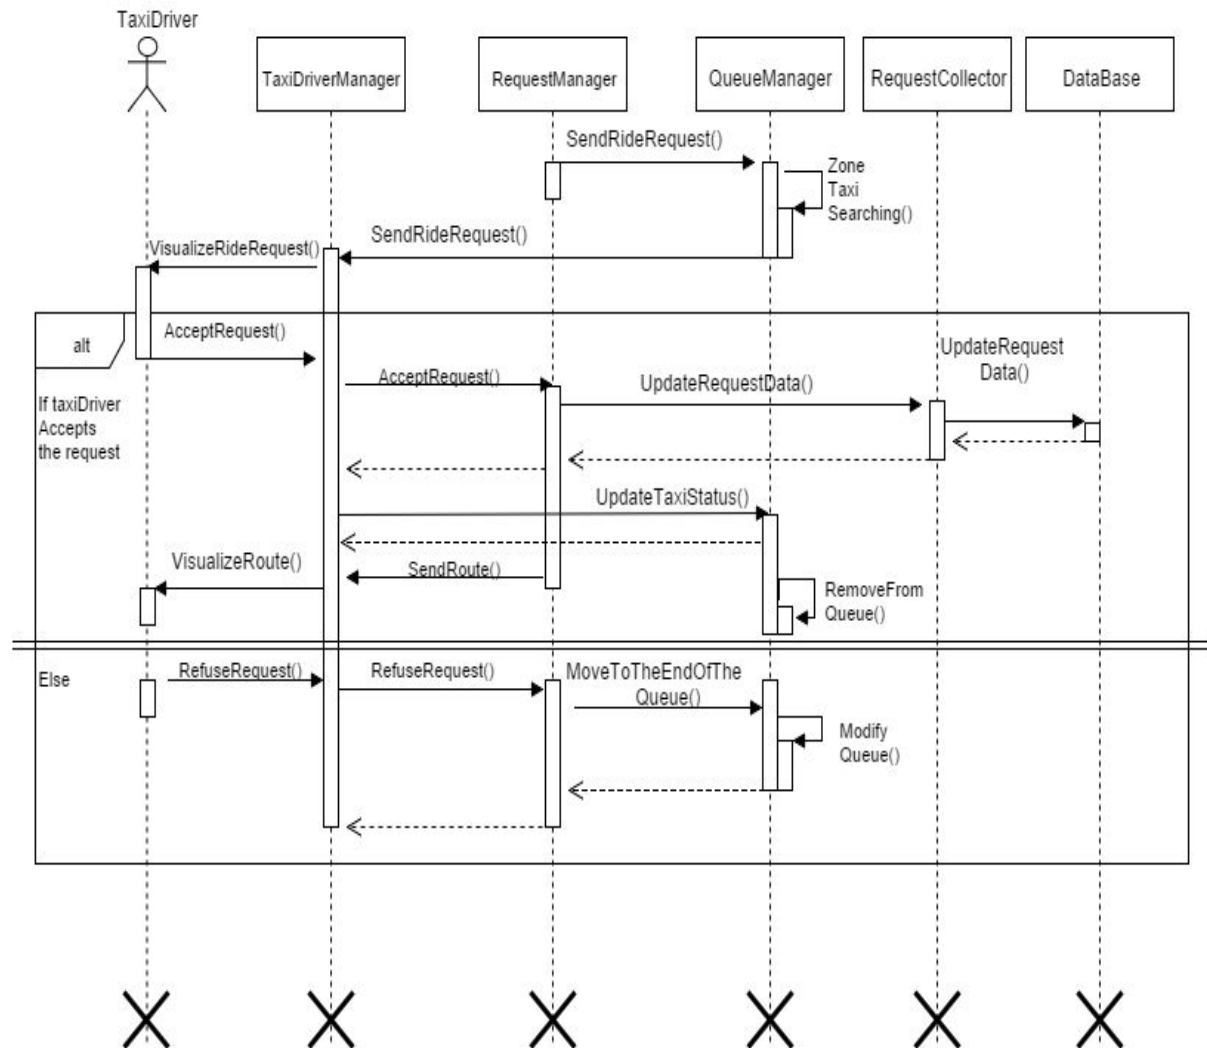 TaxiDriver
TaxiDriverManager
RequestManager
QueueManager
RequestCollector
DataBase
SendRideRequest()
Zone
Taxi
Searching()
SendRideRequest()
VisualizeRideRequest()
alt
AcceptRequest()
If taxiDriver
Accepts
the request
AcceptRequest()
UpdateRequestData()
UpdateRequest
Data()
UpdateTaxiStatus()
VisualizeRoute()
SendRoute()
RemoveFrom
Queue()
Else
RefuseRequest()
RefuseRequest()
MoveToTheEndOfThe
Queue()
Modify
Queue()